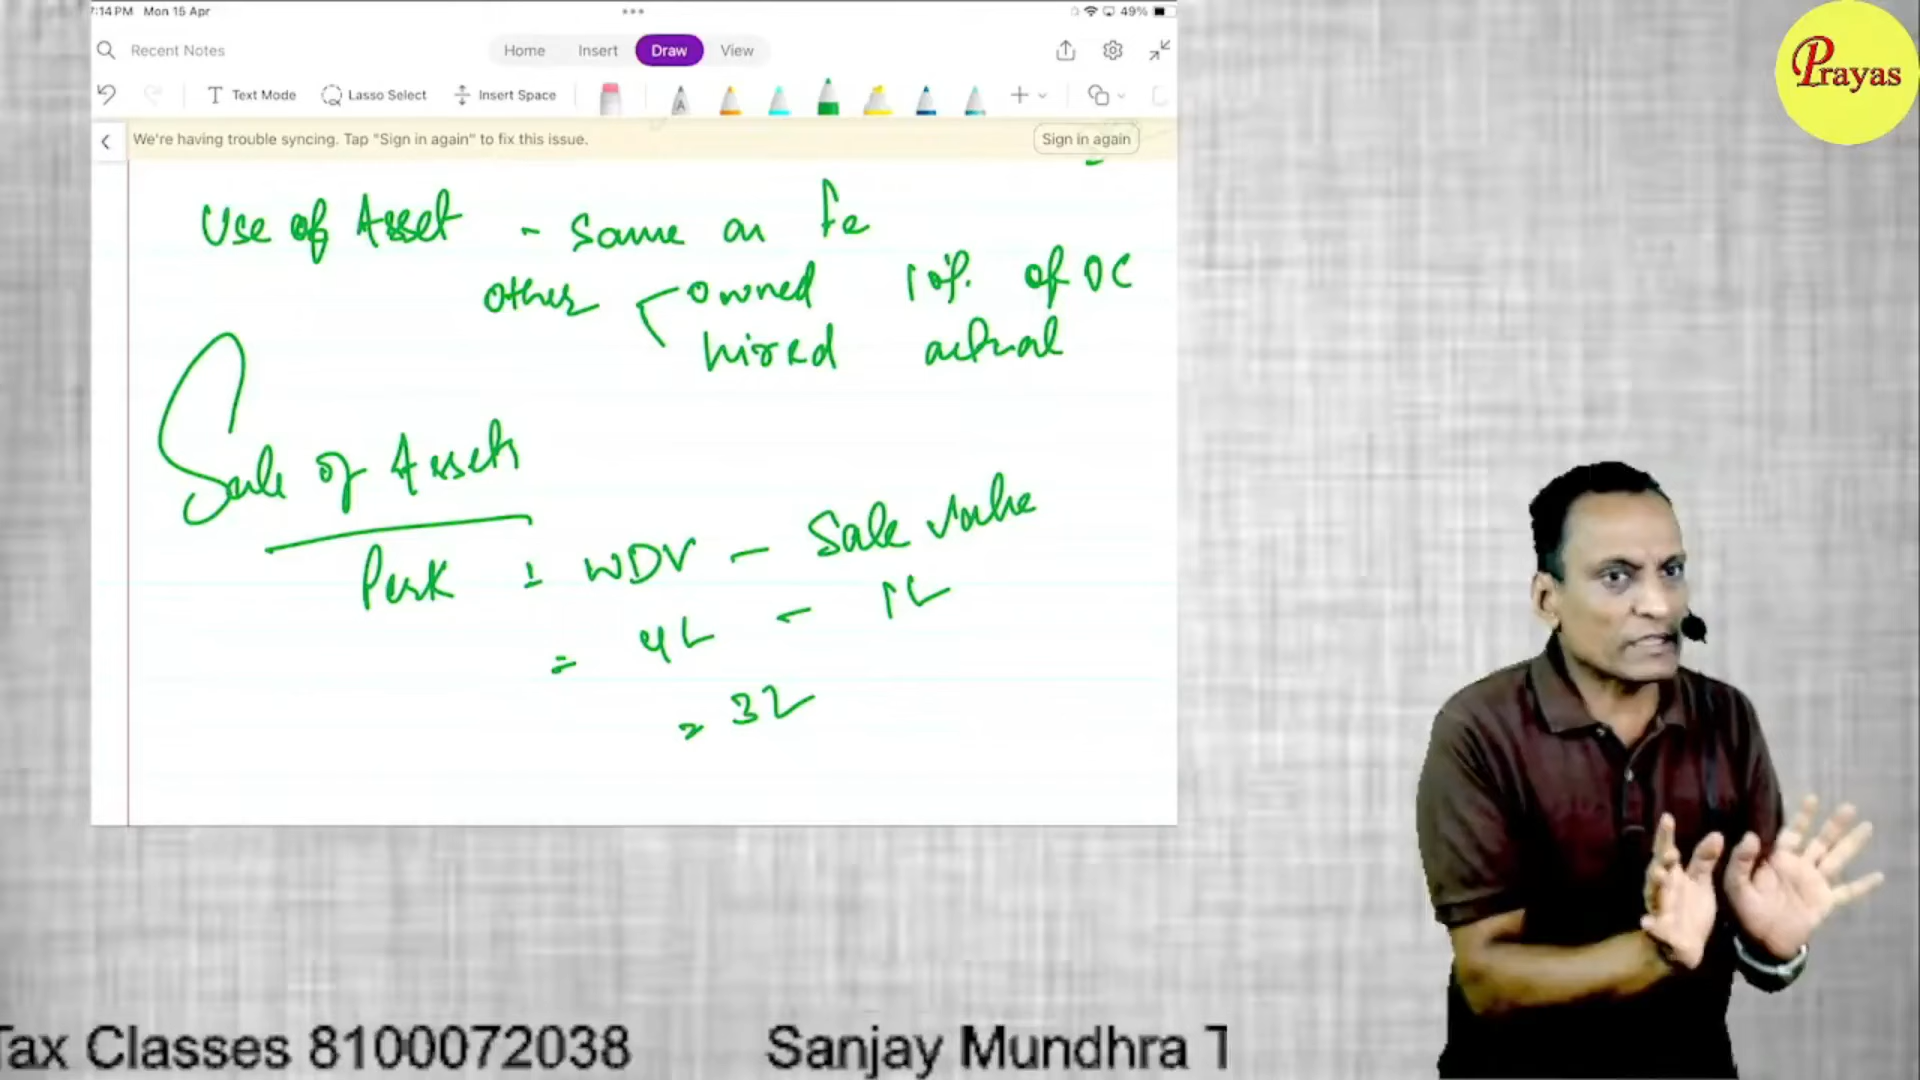 7:14 PM Mon 15 Apr
49%
Prayas
Recent Notes
Home Insert Draw View
Text Mode Lasso Select Insert Space
We're having trouble syncing. Tap "Sign in again" to fix this issue.
Sign in again
Use of Asset - Same as
Other owned 10% of OC
hired actual
Sale of Assets
Perk = WDV - Sale value
= 4L - 1L
= 3L
Tax Classes 8100072038 Sanjay Mundhra T